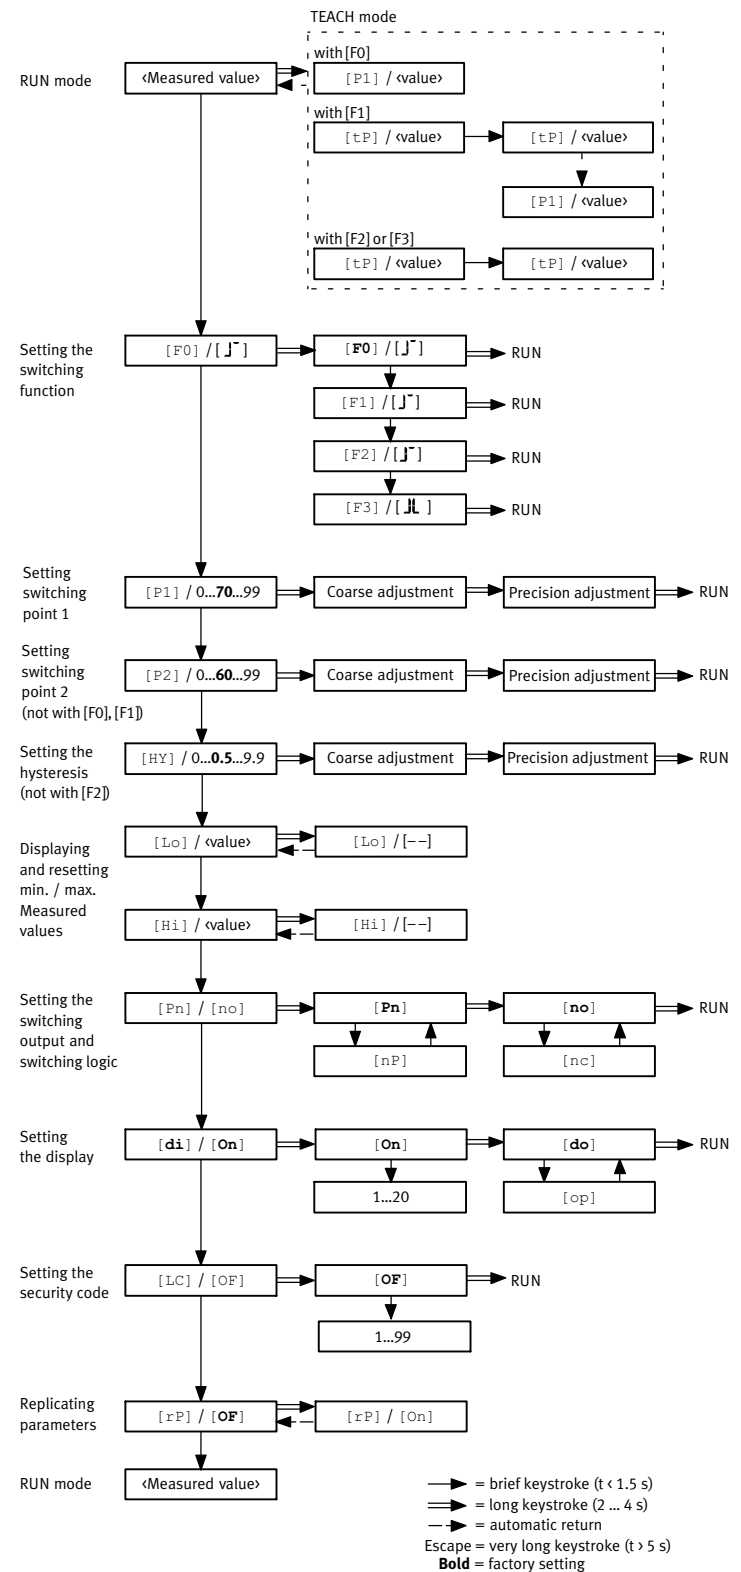 TEACH mode
with [F0]
RUN mode
‹Measured value›
[P1] / ‹value›
with [F1]
[tP] / ‹value›
[tP] / ‹value›
[P1] / ‹value›
with [F2] or [F3]
[tP] / ‹value›
[tP] / ‹value›
Setting the
switching
function
[F0] / [ ]
[F0] / [ ]
RUN
[F1] / [ ]
RUN
[F2] / [ ]
RUN
[F3] / [ ]
RUN
Setting
switching
point 1
[P1] / 0...70...99
Coarse adjustment
Precision adjustment
RUN
Setting
switching
point 2
(not with [F0], [F1])
[P2] / 0...60...99
Coarse adjustment
Precision adjustment
RUN
Setting the
hysteresis
(not with [F2])
[HY] / 0...0.5...9.9
Coarse adjustment
Precision adjustment
RUN
Displaying
and resetting
min. / max.
Measured
values
[Lo] / ‹value›
[Lo] / [--]
[Hi] / ‹value›
[Hi] / [--]
Setting the
switching
output and
switching logic
[Pn] / [no]
[Pn]
[no]
RUN
[nP]
[nc]
Setting
the display
[di] / [On]
[On]
[do]
RUN
1...20
[op]
Setting the
security code
[LC] / [OF]
[OF]
RUN
1...99
Replicating
parameters
[rP] / [OF]
[rP] / [On]
RUN mode
‹Measured value›
= brief keystroke (t ‹ 1.5 s)
= long keystroke (2 ... 4 s)
= automatic return
Escape = very long keystroke (t › 5 s)
Bold = factory setting